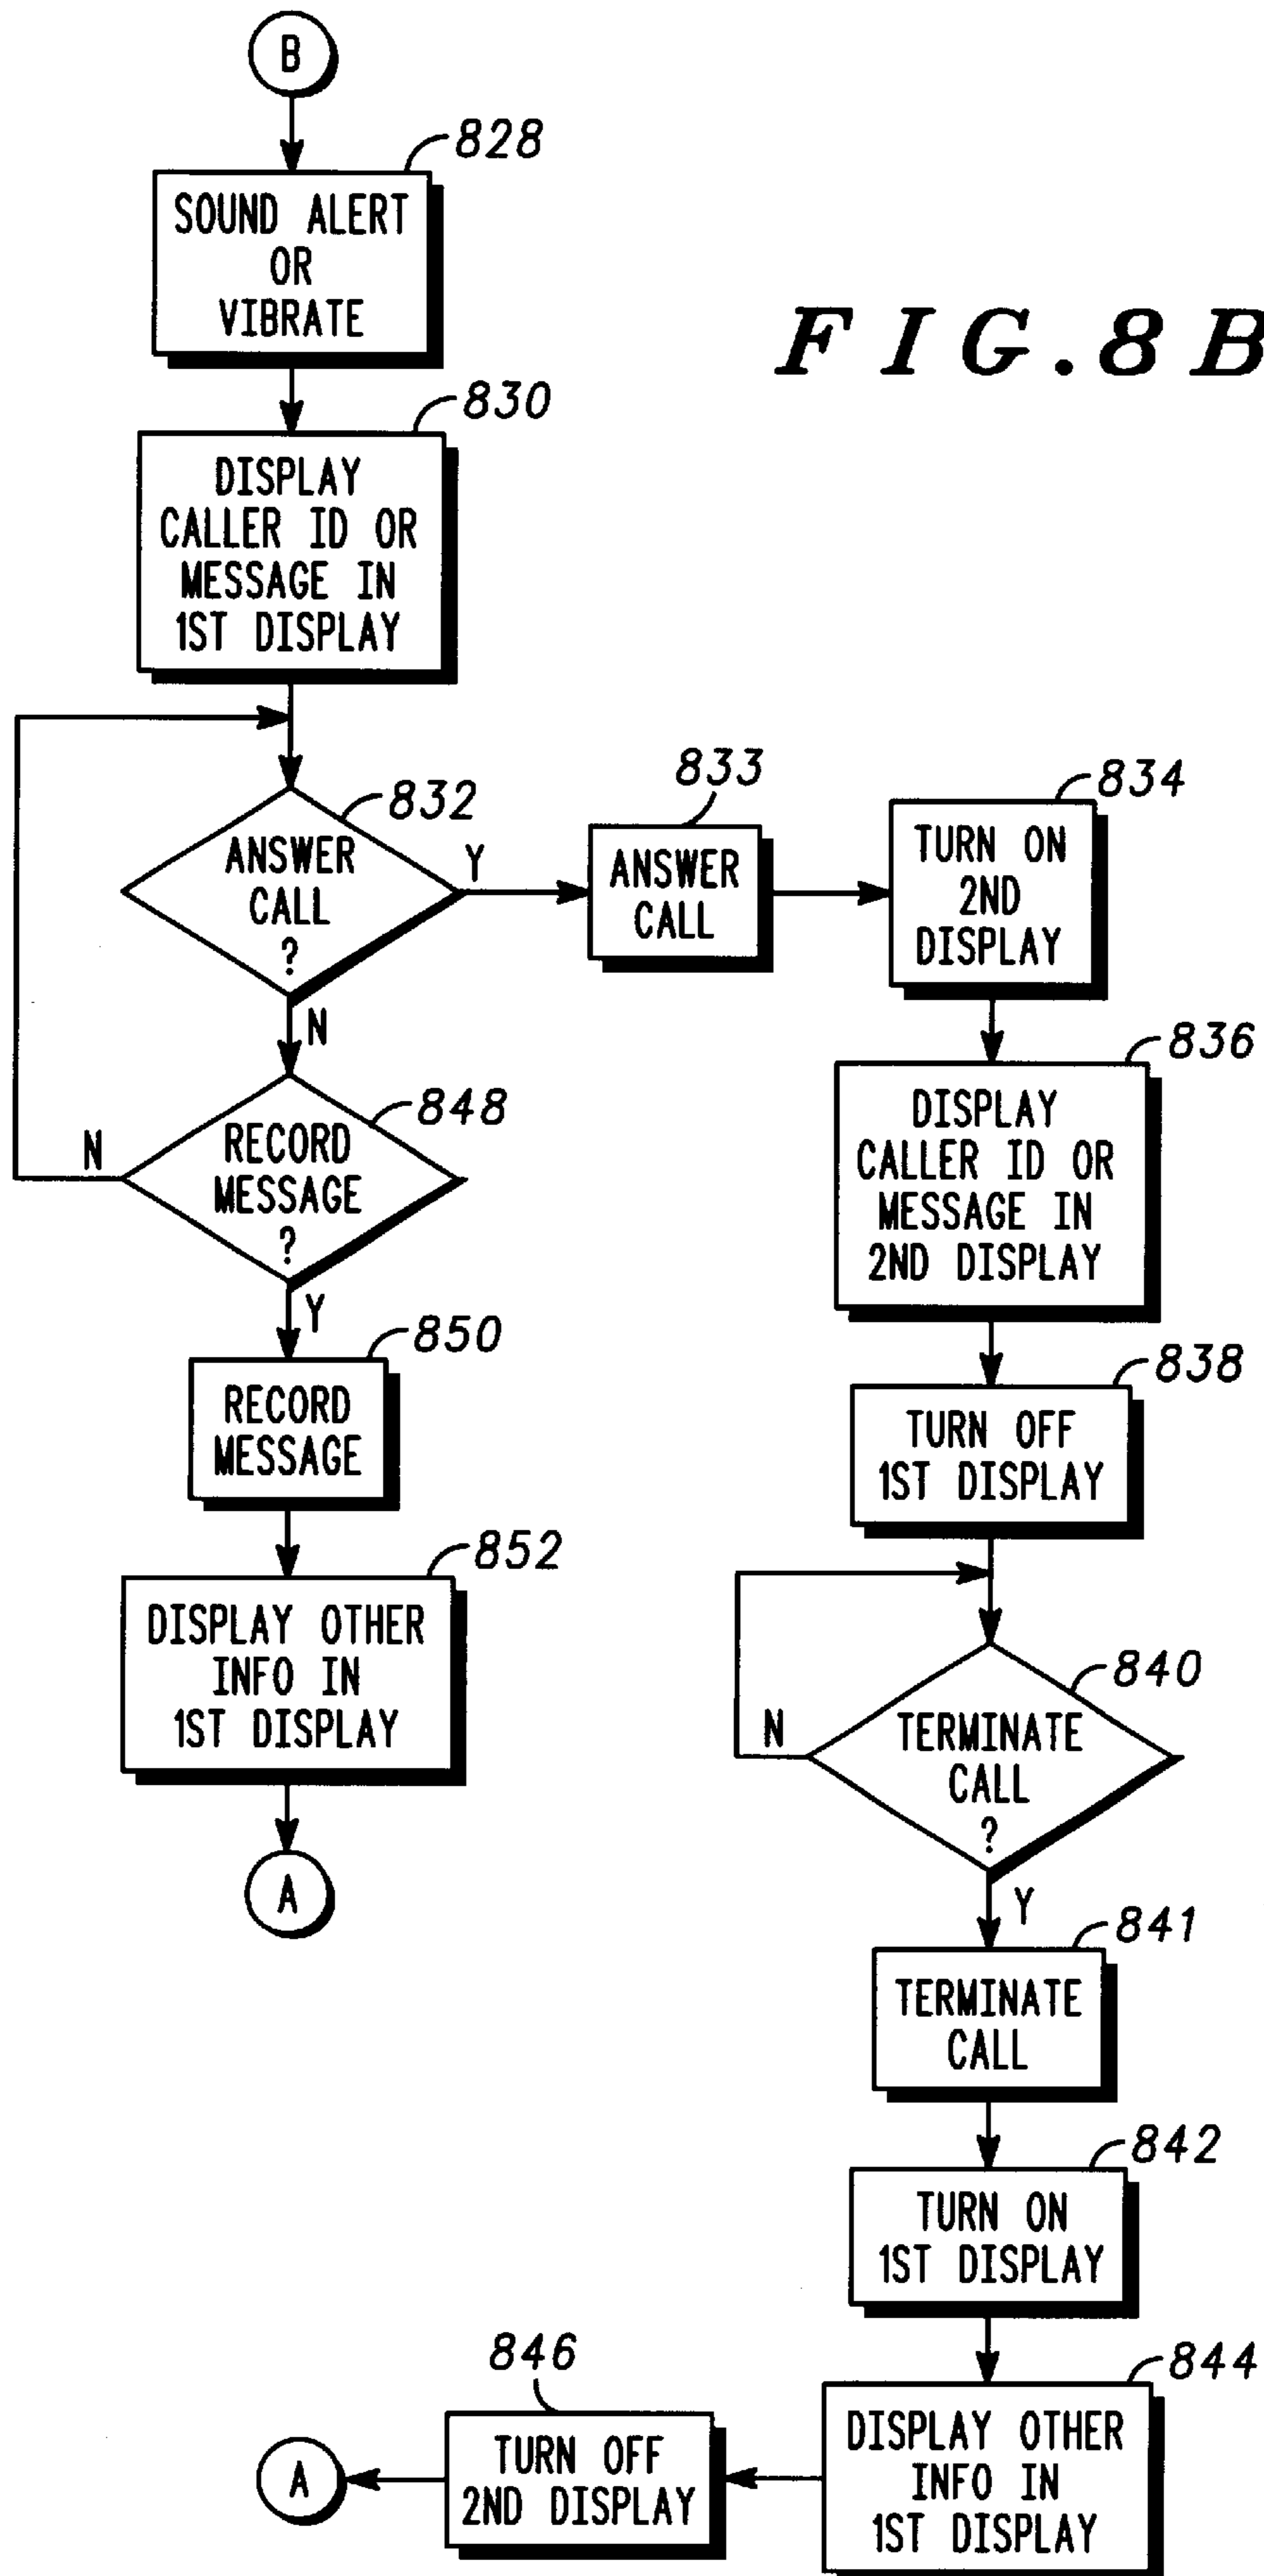 B
828
SOUND ALERT
OR
VIBRATE
FIG.8B
830
DISPLAY
CALLER ID OR
MESSAGE IN
1ST DISPLAY
832
ANSWER
CALL
?
Y
N
833
ANSWER
CALL
834
TURN ON
2ND
DISPLAY
836
DISPLAY
CALLER ID OR
MESSAGE IN
2ND DISPLAY
848
RECORD
MESSAGE
?
N
Y
850
RECORD
MESSAGE
852
DISPLAY OTHER
INFO IN
1ST DISPLAY
A
838
TURN OFF
1ST DISPLAY
840
TERMINATE
CALL
?
N
Y
841
TERMINATE
CALL
842
TURN ON
1ST DISPLAY
844
DISPLAY OTHER
INFO IN
1ST DISPLAY
846
TURN OFF
2ND DISPLAY
A